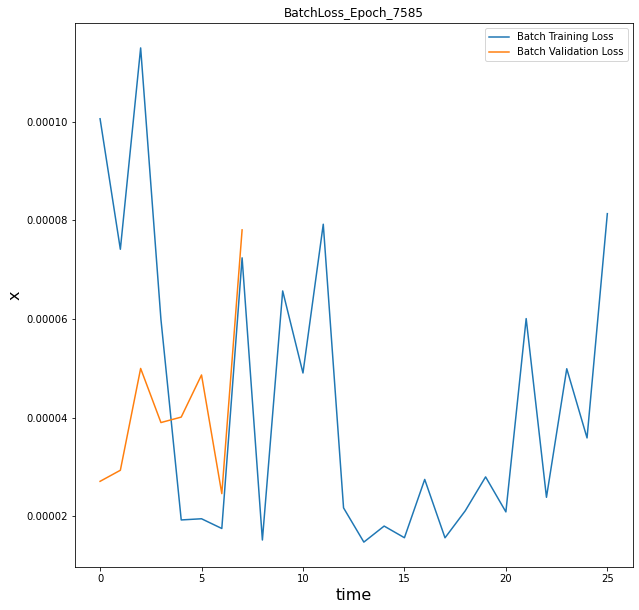 BatchLoss_Epoch_7585
Batch Training Loss
Batch Validation Loss
0.00010
0.00008
0.00006
0.00004
0.00002
x
0 5 10 15 20 25
time